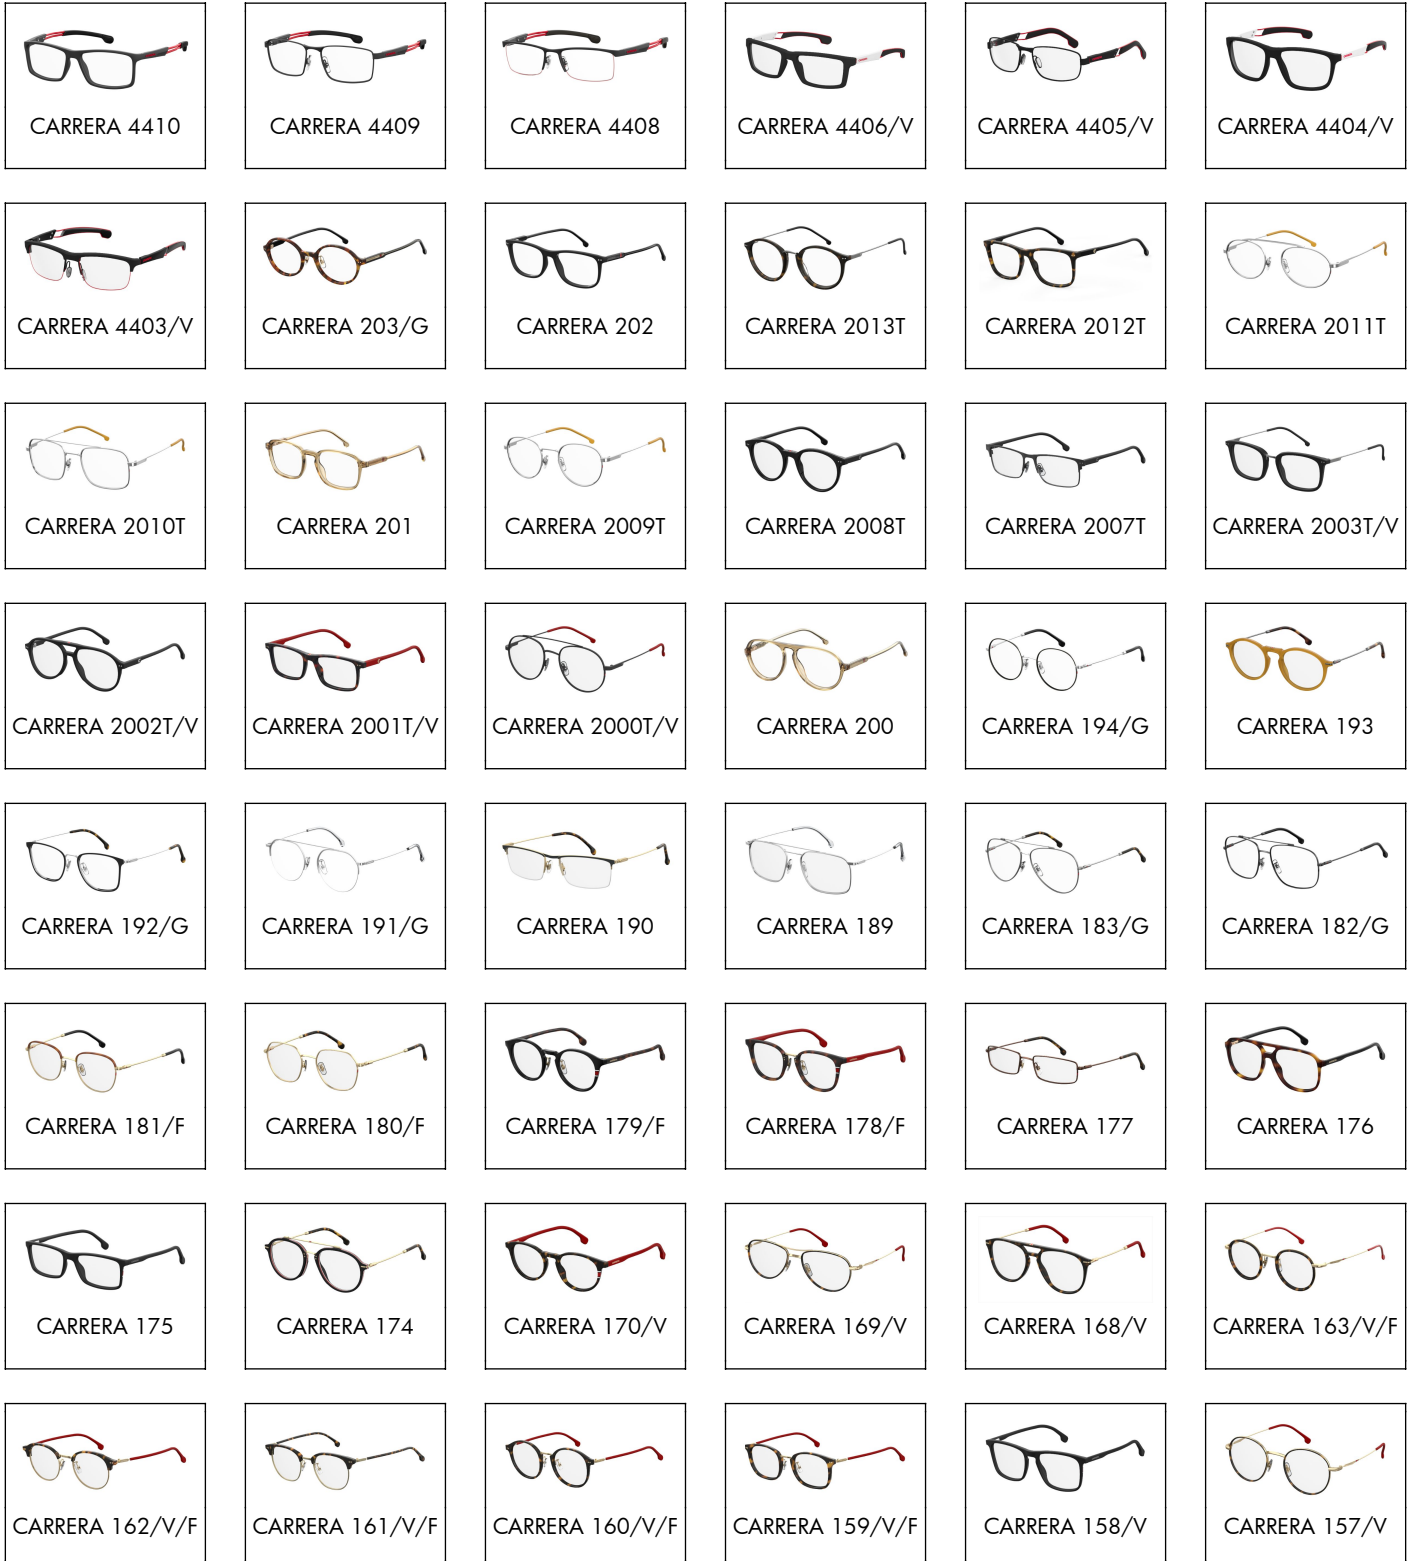 CARRERA 4410
CARRERA 4409
CARRERA 4408
CARRERA 4406/V
CARRERA 4405/V
CARRERA 4404/V
CARRERA 4403/V
CARRERA 203/G
CARRERA 202
CARRERA 2013T
CARRERA 2012T
CARRERA 2011T
CARRERA 2010T
CARRERA 201
CARRERA 2009T
CARRERA 2008T
CARRERA 2007T
CARRERA 2003T/V
CARRERA 2002T/V
CARRERA 2001T/V
CARRERA 2000T/V
CARRERA 200
CARRERA 194/G
CARRERA 193
CARRERA 192/G
CARRERA 191/G
CARRERA 190
CARRERA 189
CARRERA 183/G
CARRERA 182/G
CARRERA 181/F
CARRERA 180/F
CARRERA 179/F
CARRERA 178/F
CARRERA 177
CARRERA 176
CARRERA 175
CARRERA 174
CARRERA 170/V
CARRERA 169/V
CARRERA 168/V
CARRERA 163/V/F
CARRERA 162/V/F
CARRERA 161/V/F
CARRERA 160/V/F
CARRERA 159/V/F
CARRERA 158/V
CARRERA 157/V